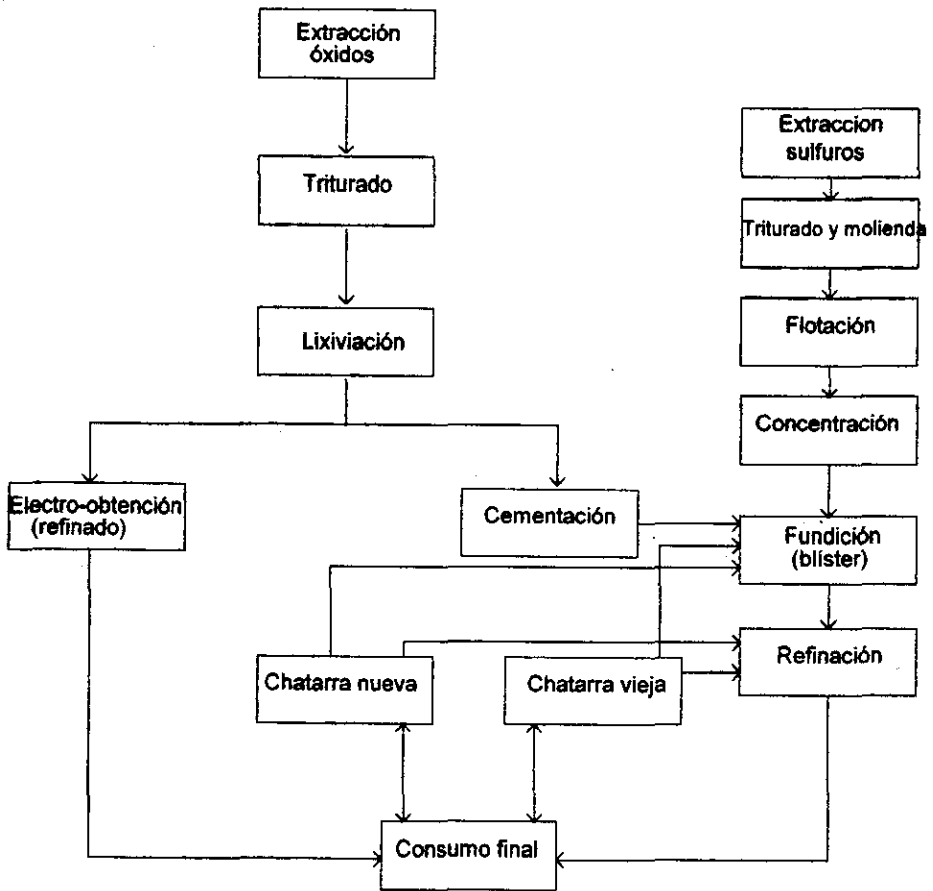 Extracción
óxidos
Extraccion
sulfuros
Triturado
Triturado y molienda
Lixiviación
Flotación
Concentración
Electro-obtención
(refinado)
Cementación
Fundición
(blíster)
Refinación
Chatarra nueva
Chatarra vieja
Consumo final